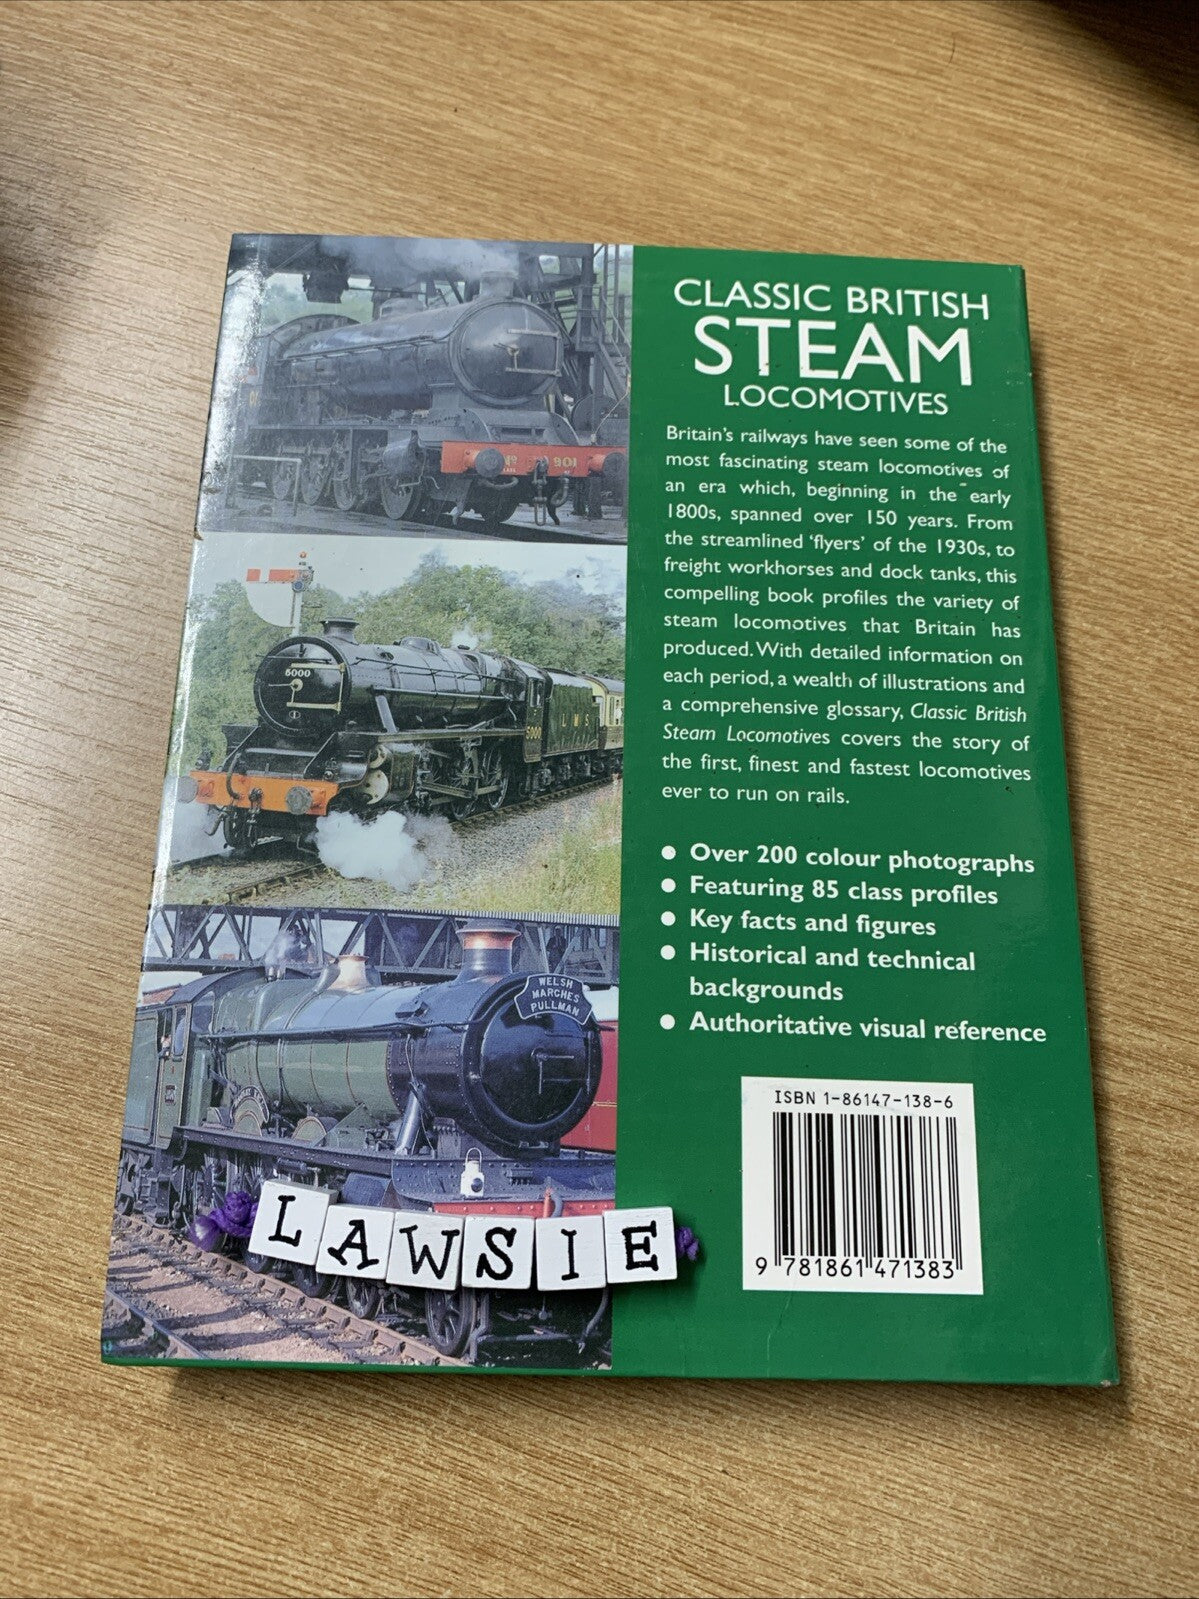 CLASSIC BRITISH
STEAM
LOCOMOTIVES
Britain's railways have seen some of the
most fascinating steam locomotives of
an era which, beginning in the early
1800s, spanned over 150 years. From
the streamlined 'flyers' of the 1930s, to
freight workhorses and dock tanks, this
compelling book profiles the variety of
steam locomotives that Britain has
produced. With detailed information on
each period, a wealth of illustrations and
a comprehensive glossary, Classic British
Steam Locomotives covers the story of
the first, finest and fastest locomotives
ever to run on rails.
● Over 200 colour photographs
● Featuring 85 class profiles
● Key facts and figures
● Historical and technical
backgrounds
● Authoritative visual reference
ISBN 1-86147-138-6
9 781861 471383
Nº 901
5000
L M S
5000
WELSH
MARCHES
PULLMAN
LAWSIE